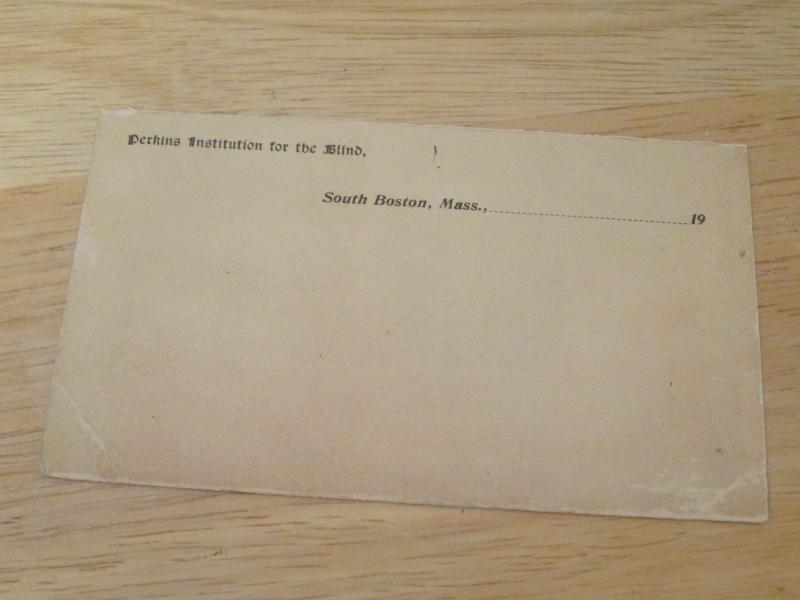 Perkins Institution for the Blind,
South Boston, Mass.,------------------------------19